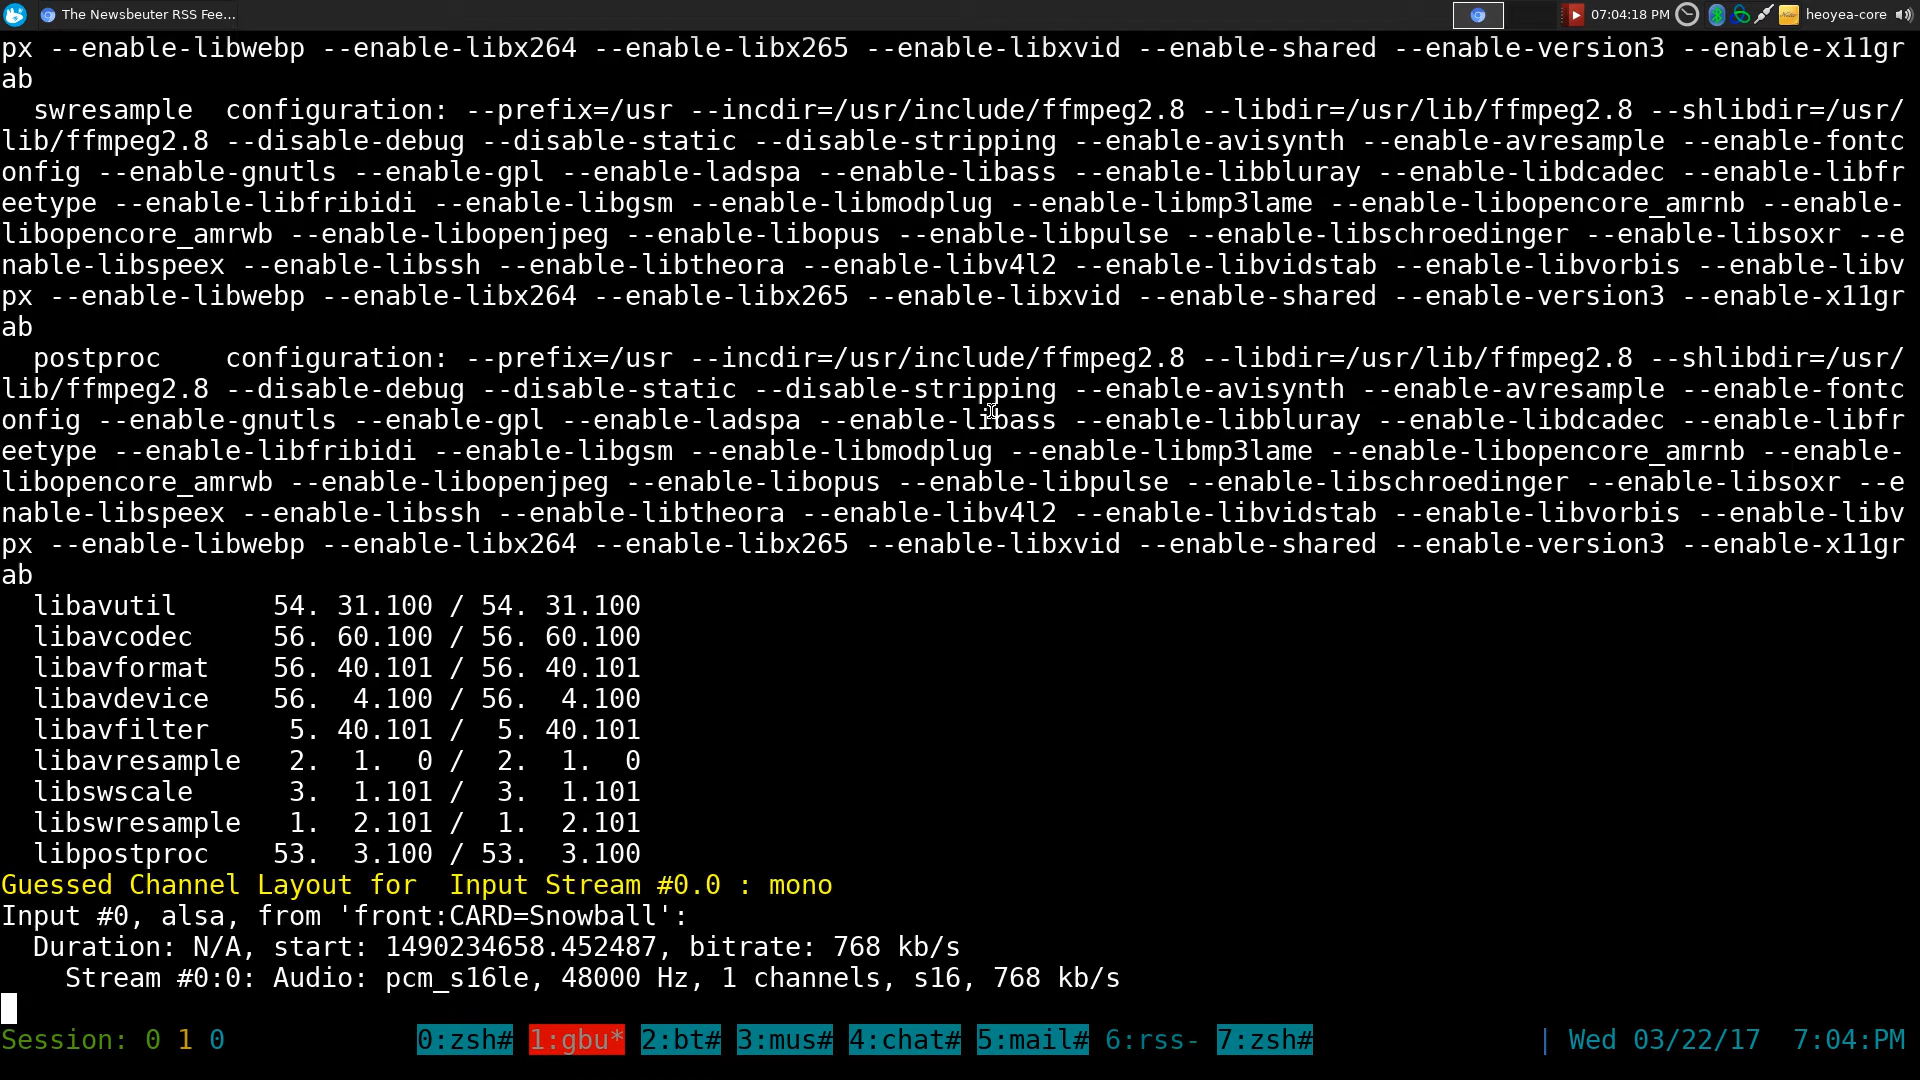 The Newsbeuter RSS Fee... 07:04:18 PM heoyea-core
px --enable-libwebp --enable-libx264 --enable-libx265 --enable-libxvid --enable-shared --enable-version3 --enable-x11gr
ab
  swresample  configuration: --prefix=/usr --incdir=/usr/include/ffmpeg2.8 --libdir=/usr/lib/ffmpeg2.8 --shlibdir=/usr/
lib/ffmpeg2.8 --disable-debug --disable-static --disable-stripping --enable-avisynth --enable-avresample --enable-fontc
onfig --enable-gnutls --enable-gpl --enable-ladspa --enable-libass --enable-libbluray --enable-libdcadec --enable-libfr
eetype --enable-libfribidi --enable-libgsm --enable-libmodplug --enable-libmp3lame --enable-libopencore_amrnb --enable-
libopencore_amrwb --enable-libopenjpeg --enable-libopus --enable-libpulse --enable-libschroedinger --enable-libsoxr --e
nable-libspeex --enable-libssh --enable-libtheora --enable-libv4l2 --enable-libvidstab --enable-libvorbis --enable-libv
px --enable-libwebp --enable-libx264 --enable-libx265 --enable-libxvid --enable-shared --enable-version3 --enable-x11gr
ab
  postproc    configuration: --prefix=/usr --incdir=/usr/include/ffmpeg2.8 --libdir=/usr/lib/ffmpeg2.8 --shlibdir=/usr/
lib/ffmpeg2.8 --disable-debug --disable-static --disable-stripping --enable-avisynth --enable-avresample --enable-fontc
onfig --enable-gnutls --enable-gpl --enable-ladspa --enable-libass --enable-libbluray --enable-libdcadec --enable-libfr
eetype --enable-libfribidi --enable-libgsm --enable-libmodplug --enable-libmp3lame --enable-libopencore_amrnb --enable-
libopencore_amrwb --enable-libopenjpeg --enable-libopus --enable-libpulse --enable-libschroedinger --enable-libsoxr --e
nable-libspeex --enable-libssh --enable-libtheora --enable-libv4l2 --enable-libvidstab --enable-libvorbis --enable-libv
px --enable-libwebp --enable-libx264 --enable-libx265 --enable-libxvid --enable-shared --enable-version3 --enable-x11gr
ab
  libavutil      54. 31.100 / 54. 31.100
  libavcodec     56. 60.100 / 56. 60.100
  libavformat    56. 40.101 / 56. 40.101
  libavdevice    56.  4.100 / 56.  4.100
  libavfilter     5. 40.101 /  5. 40.101
  libavresample   2.  1.  0 /  2.  1.  0
  libswscale      3.  1.101 /  3.  1.101
  libswresample   1.  2.101 /  1.  2.101
  libpostproc    53.  3.100 / 53.  3.100
Guessed Channel Layout for  Input Stream #0.0 : mono
Input #0, alsa, from 'front:CARD=Snowball':
  Duration: N/A, start: 1490234658.452487, bitrate: 768 kb/s
    Stream #0:0: Audio: pcm_s16le, 48000 Hz, 1 channels, s16, 768 kb/s
Session: 0 1 0 0:zsh# 1:gbu* 2:bt# 3:mus# 4:chat# 5:mail# 6:rss- 7:zsh# | Wed 03/22/17 7:04:PM